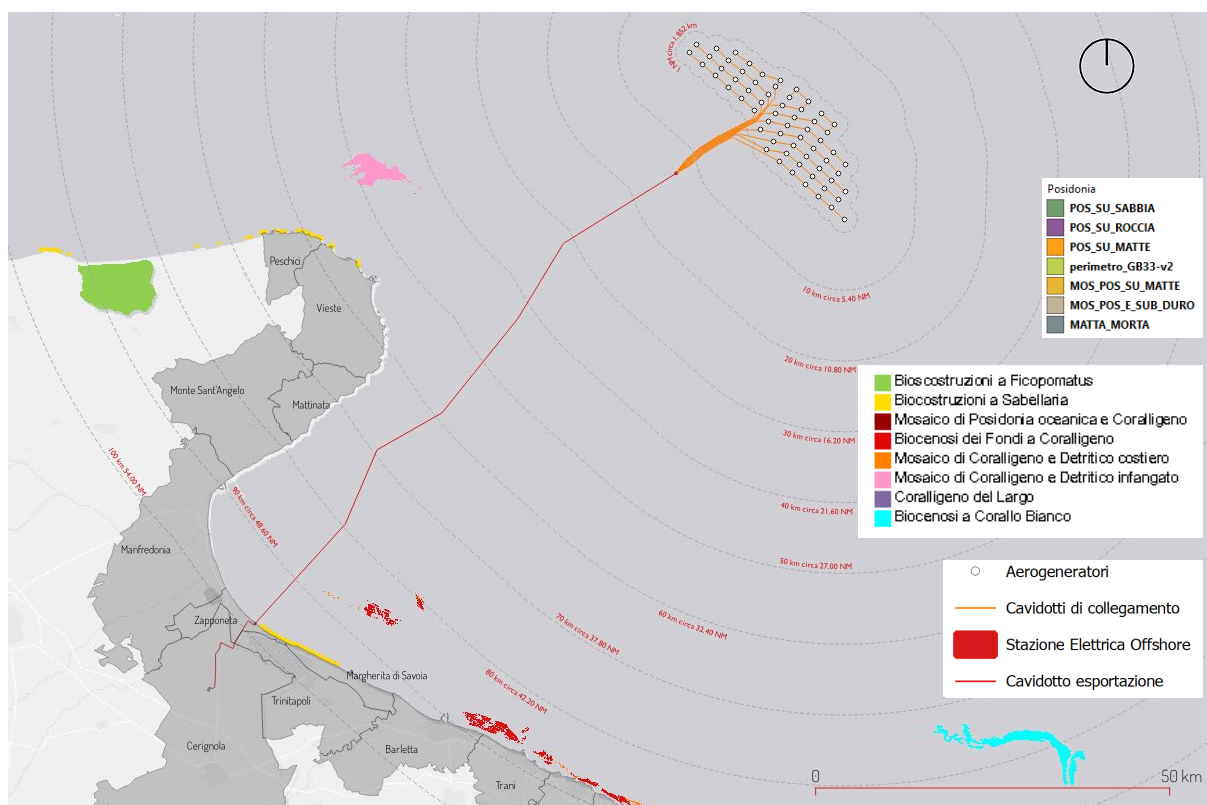 1 NM circa / 1 852 km
Posidonia
POS_SU_SABBIA
POS_SU_ROCCIA
POS_SU_MATTE
perimetro_GB33-v2
MOS_POS_SU_MATTE
MOS_POS_E_SUB_DURO
MATTA_MORTA
Peschici
Vieste
10 km circa 5.40 NM
20 km circa 10.80 NM
Monte Sant'Angelo
Mattinata
Bioscostruzioni a Ficopomatus
Biocostruzioni a Sabellaria
Mosaico di Posidonia oceanica e Coralligeno
Biocenosi dei Fondi a Coralligeno
Mosaico di Coralligeno e Detritico costiero
Mosaico di Coralligeno e Detritico infangato
Coralligeno del Largo
Biocenosi a Corallo Bianco
30 km circa 16.20 NM
100 km 54.00 NM
90 km circa 48.60 NM
40 km circa 21.60 NM
Manfredonia
50 km circa 27.00 NM
Aerogeneratori
Cavidotti di collegamento
Stazione Elettrica Offshore
Cavidotto esportazione
Zapponeta
60 km circa 32.40 NM
70 km circa 37.80 NM
Margherita di Savoia
80 km circa 42.20 NM
Trinitapoli
Cerignola
Barletta
Trani
0
50 km